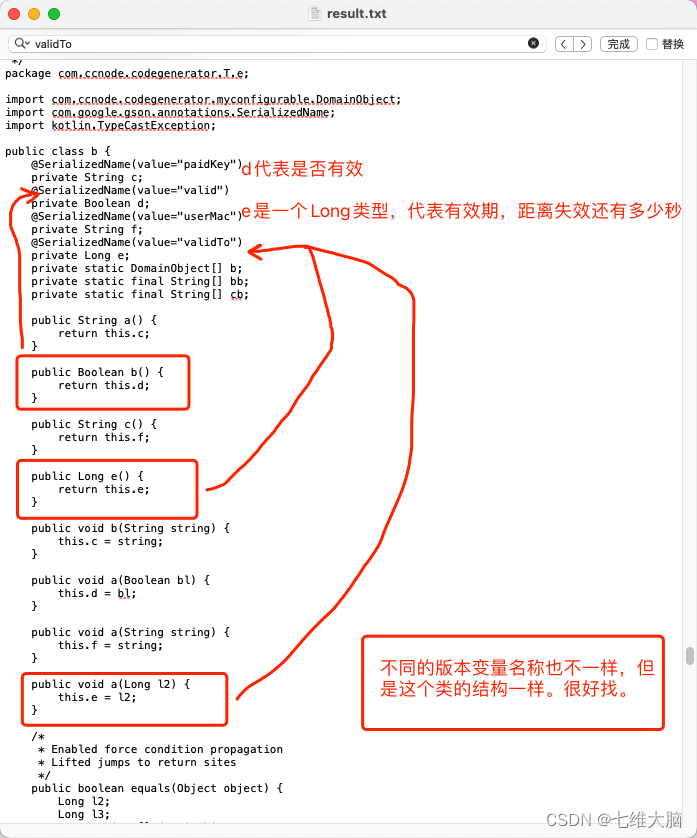 result.txt
validTo
完成
替换
*/
package com.ccnode.codegenerator.T.e;
import com.ccnode.codegenerator.myconfigurable.DomainObject;
import com.google.gson.annotations.SerializedName;
import kotlin.TypeCastException;
public class b {
@SerializedName(value="paidKey")
d代表是否有效
private String c;
@SerializedName(value="valid")
private Boolean d;
@SerializedName(value="userMac")
e是一个Long类型，代表有效期，距离失效还有多少秒
private String f;
@SerializedName(value="validTo")
private Long e;
private static DomainObject[] b;
private static final String[] bb;
private static final String[] cb;
public String a() {
return this.c;
}
public Boolean b() {
return this.d;
}
public String c() {
return this.f;
}
public Long e() {
return this.e;
}
public void b(String string) {
this.c = string;
}
public void a(Boolean bl) {
this.d = bl;
}
public void a(String string) {
this.f = string;
}
不同的版本变量名称也不一样，但
是这个类的结构一样。很好找。
public void a(Long l2) {
this.e = l2;
}
/*
* Enabled force condition propagation
* Lifted jumps to return sites
*/
public boolean equals(Object object) {
Long l2;
Long l3;
CSDN @七维大脑